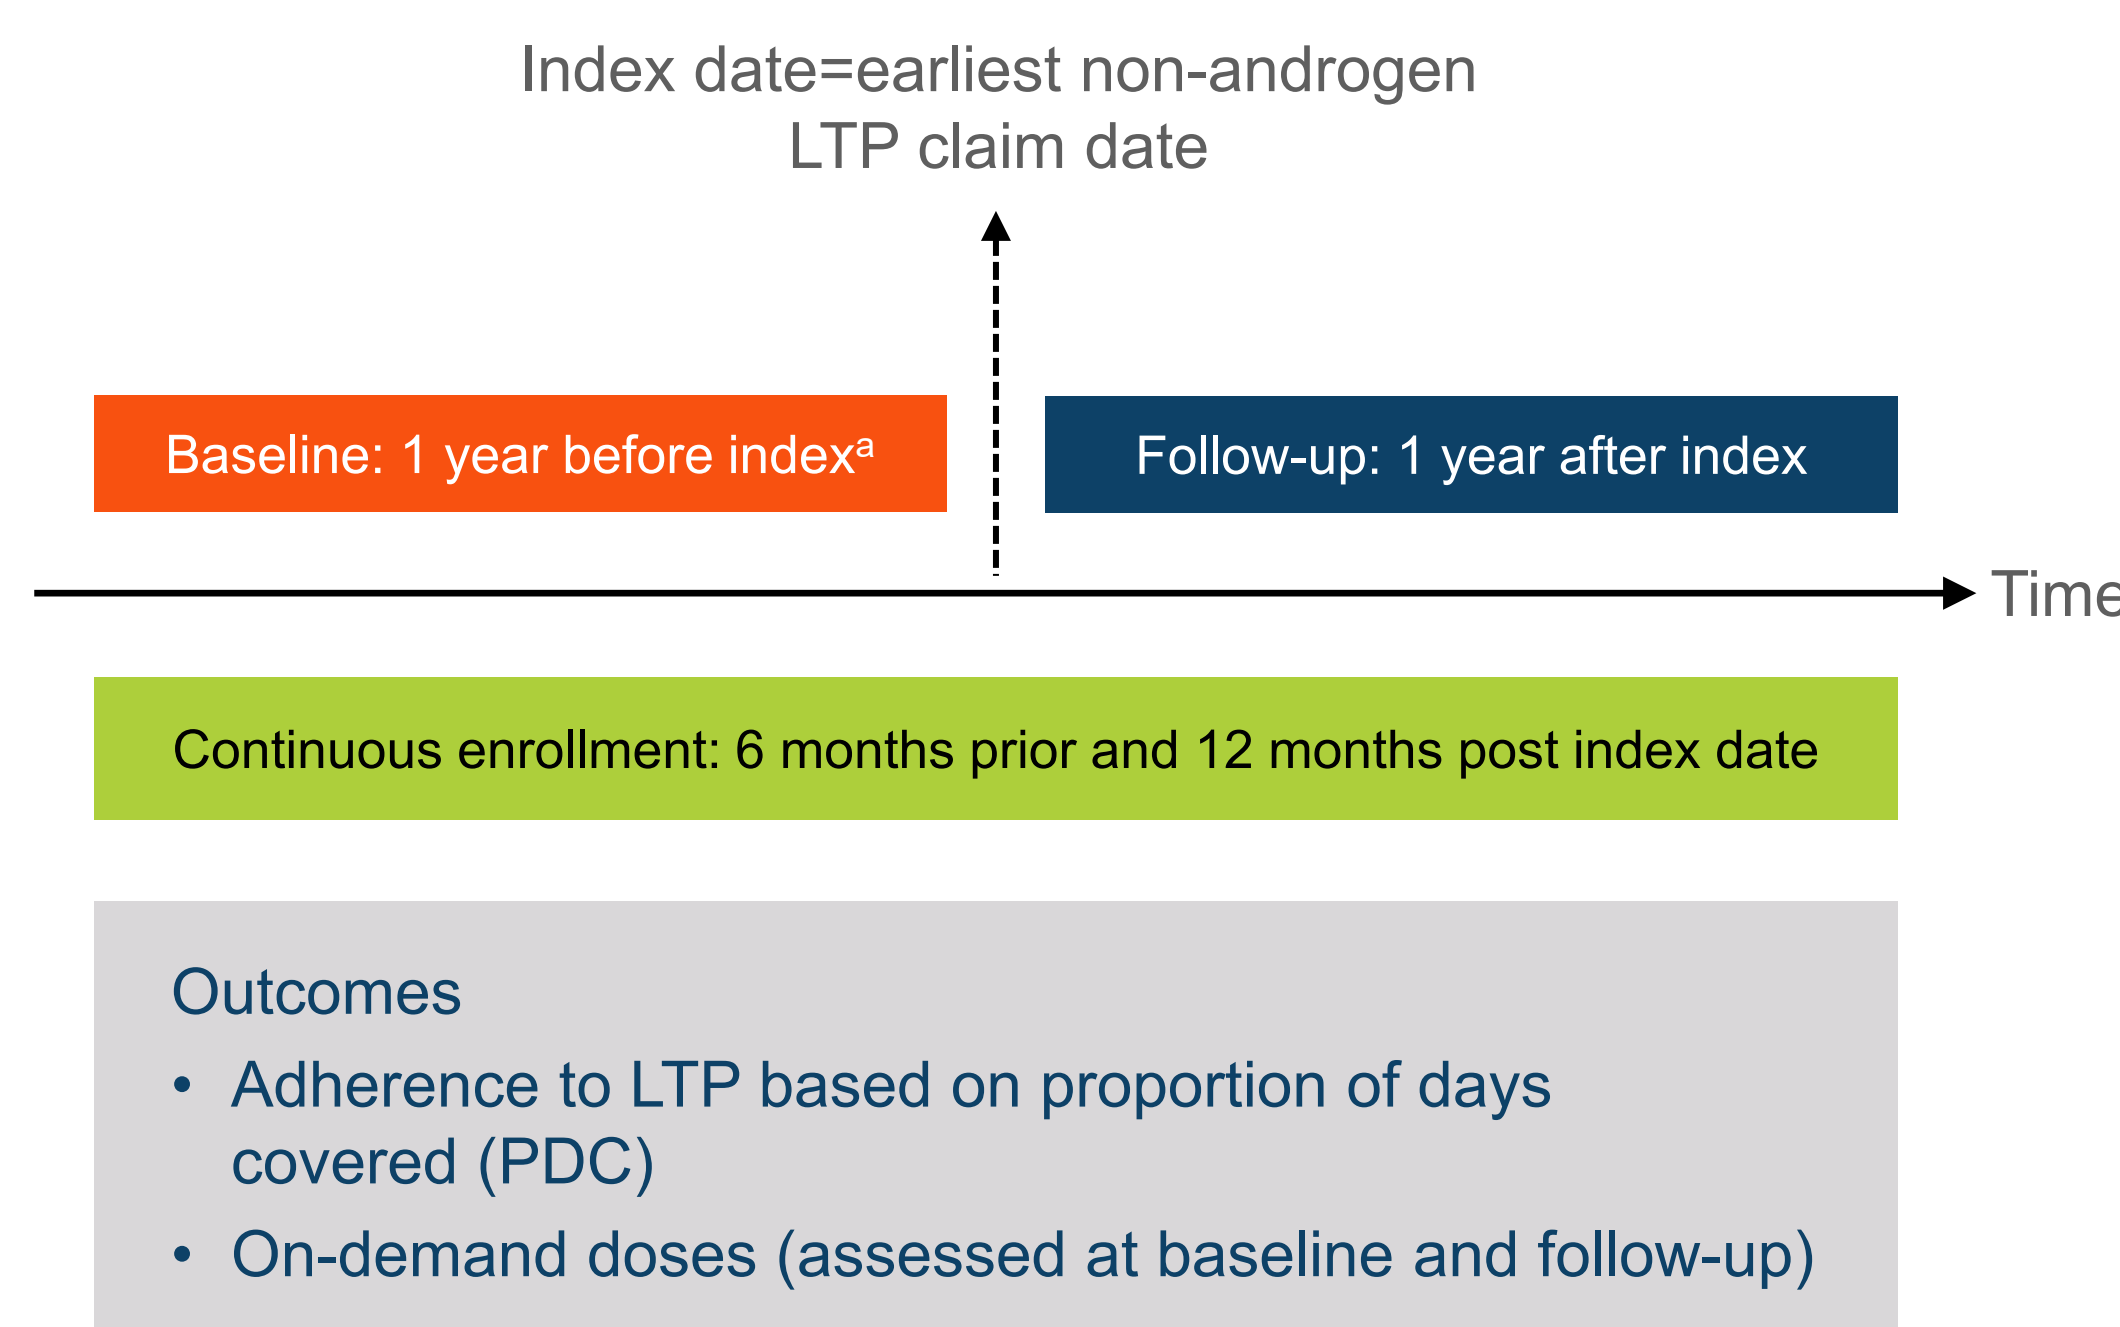 Index date=earliest non-androgen
LTP claim date
Baseline: 1 year before indexᵃ
Follow-up: 1 year after index
Time
Continuous enrollment: 6 months prior and 12 months post index date
Outcomes
• Adherence to LTP based on proportion of days
covered (PDC)
• On-demand doses (assessed at baseline and follow-up)